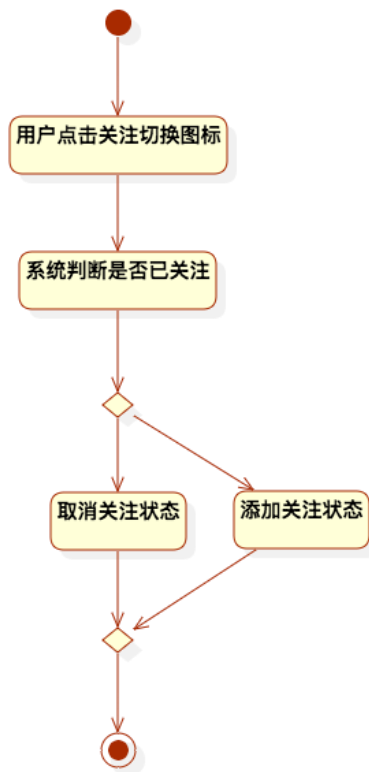 用户点击关注切换图标
系统判断是否已关注
取消关注状态
添加关注状态